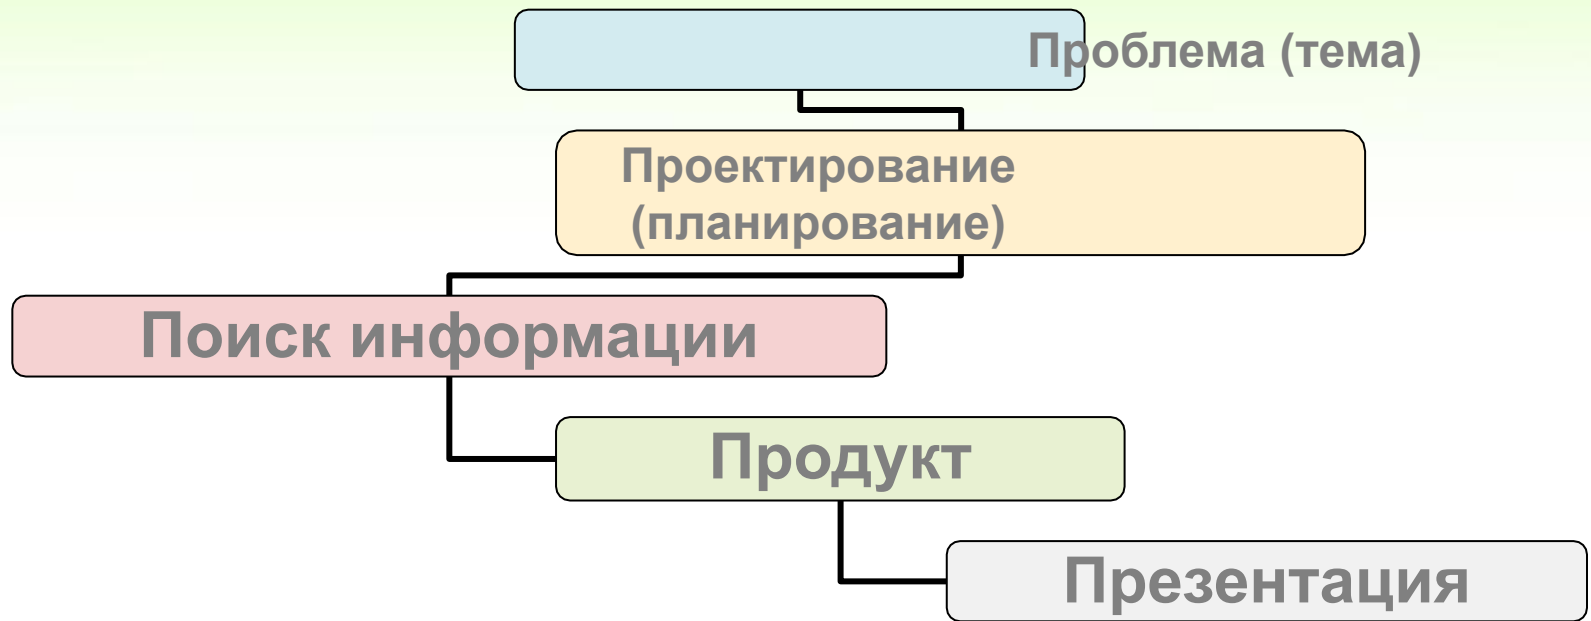 Проблема (тема)
Проектирование
(планирование)
Поиск информации
Продукт
Презентация